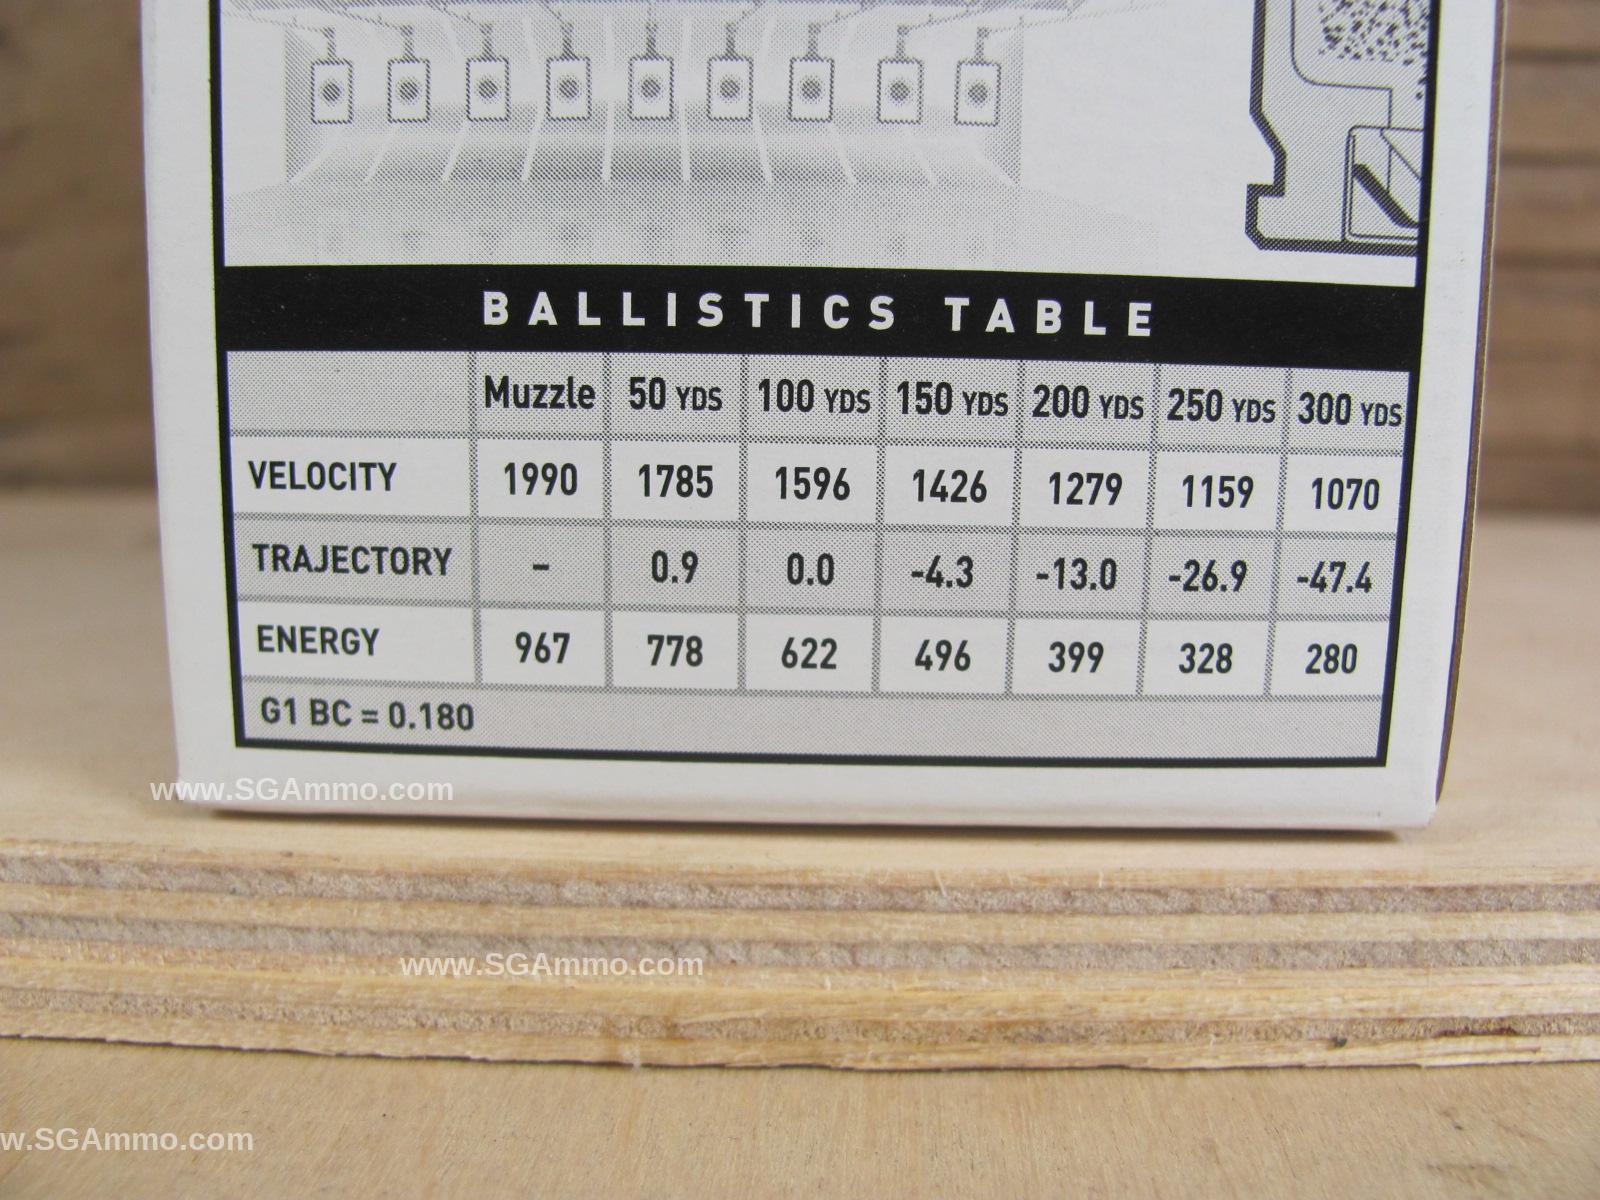 BALLISTICS TABLE
Muzzle 50 YDS 100 YDS 150 YDS 200 YDS 250 YDS 300 YDS
VELOCITY 1990 1785 1596 1426 1279 1159 1070
TRAJECTORY – 0.9 0.0 -4.3 -13.0 -26.9 -47.4
ENERGY 967 778 622 496 399 328 280
G1 BC = 0.180
www.SGAmmo.com
www.SGAmmo.com
w.SGAmmo.com